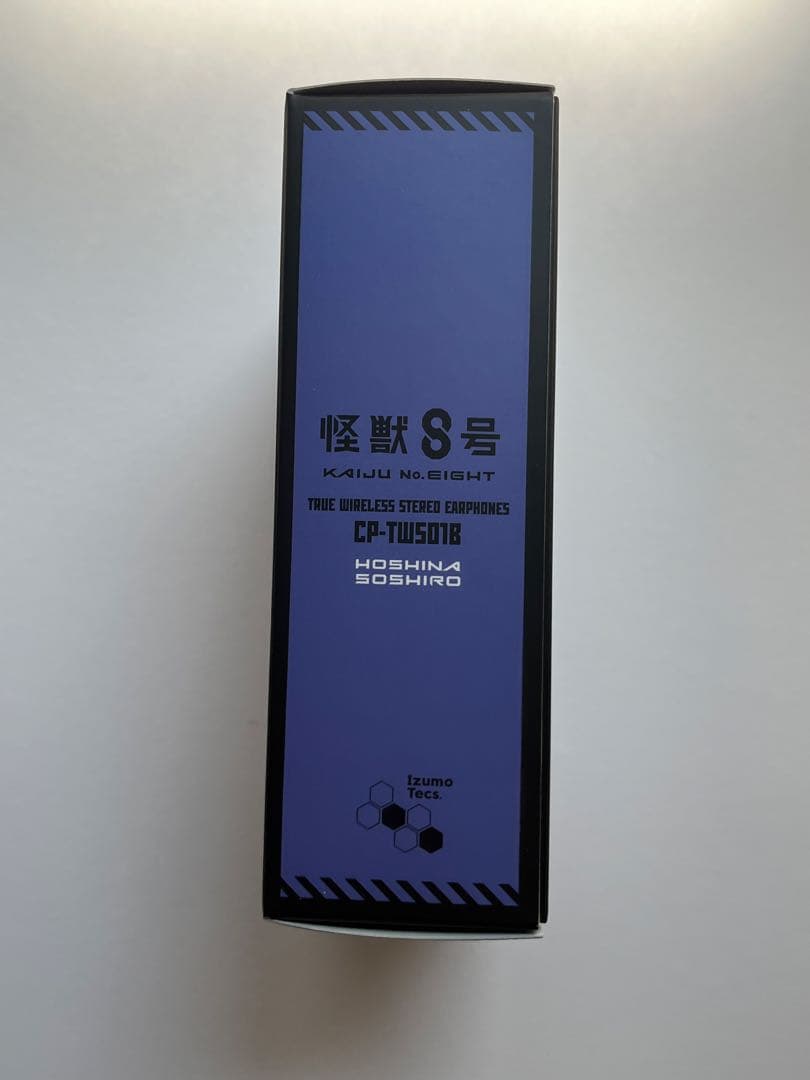 怪獣8号
KAIJU No.EIGHT
TRUE WIRELESS STEREO EARPHONES
CP-TWS01B
HOSHINA
SOSHIRO
Izumo
Tecs.